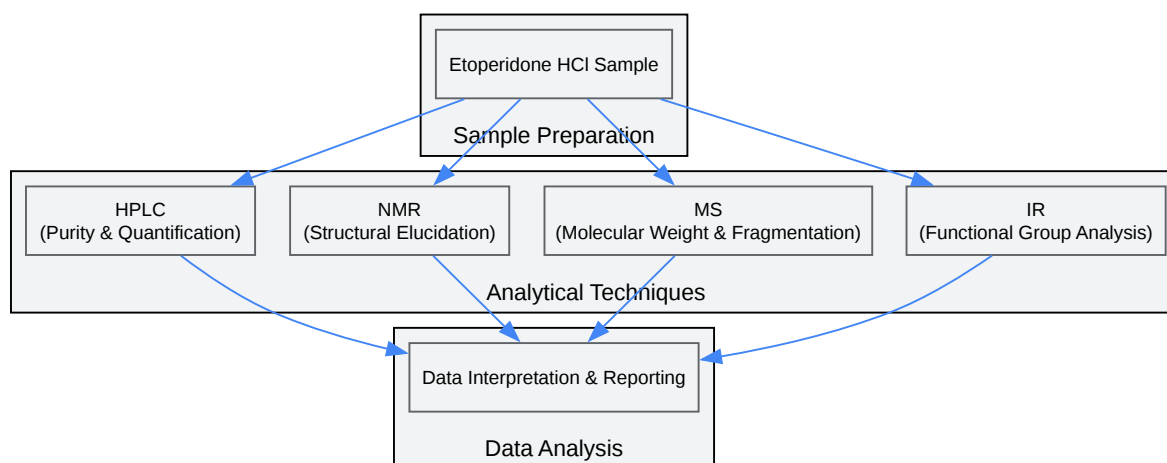 Etoperidone HCl Sample
Sample Preparation
HPLC
(Purity & Quantification)
NMR
(Structural Elucidation)
MS
(Molecular Weight & Fragmentation)
IR
(Functional Group Analysis)
Analytical Techniques
Data Interpretation & Reporting
Data Analysis